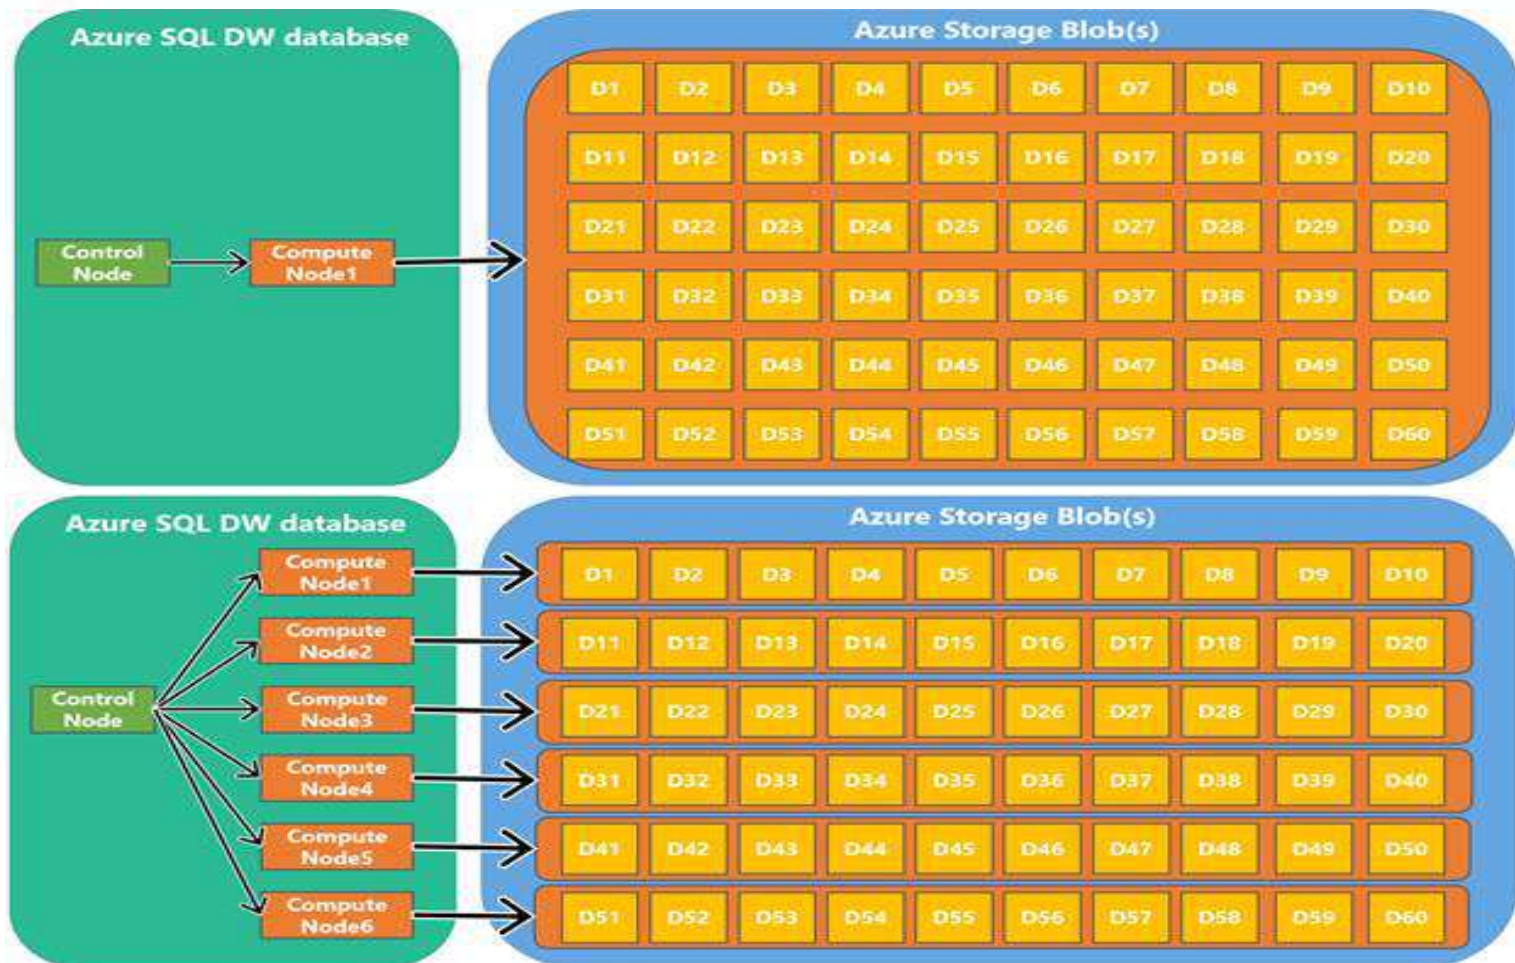 Azure SQL DW database
Azure Storage Blob(s)
D1 D2 D3 D4 D5 D6 D7 D8 D9 D10
D11 D12 D13 D14 D15 D16 D17 D18 D19 D20
D21 D22 D23 D24 D25 D26 D27 D28 D29 D30
Control
Node
Compute
Node1
D31 D32 D33 D34 D35 D36 D37 D38 D39 D40
D41 D42 D43 D44 D45 D46 D47 D48 D49 D50
D51 D52 D53 D54 D55 D56 D57 D58 D59 D60
Azure SQL DW database
Azure Storage Blob(s)
Compute
Node1
D1 D2 D3 D4 D5 D6 D7 D8 D9 D10
Compute
Node2
D11 D12 D13 D14 D15 D16 D17 D18 D19 D20
Control
Node
Compute
Node3
D21 D22 D23 D24 D25 D26 D27 D28 D29 D30
Compute
Node4
D31 D32 D33 D34 D35 D36 D37 D38 D39 D40
Compute
Node5
D41 D42 D43 D44 D45 D46 D47 D48 D49 D50
Compute
Node6
D51 D52 D53 D54 D55 D56 D57 D58 D59 D60